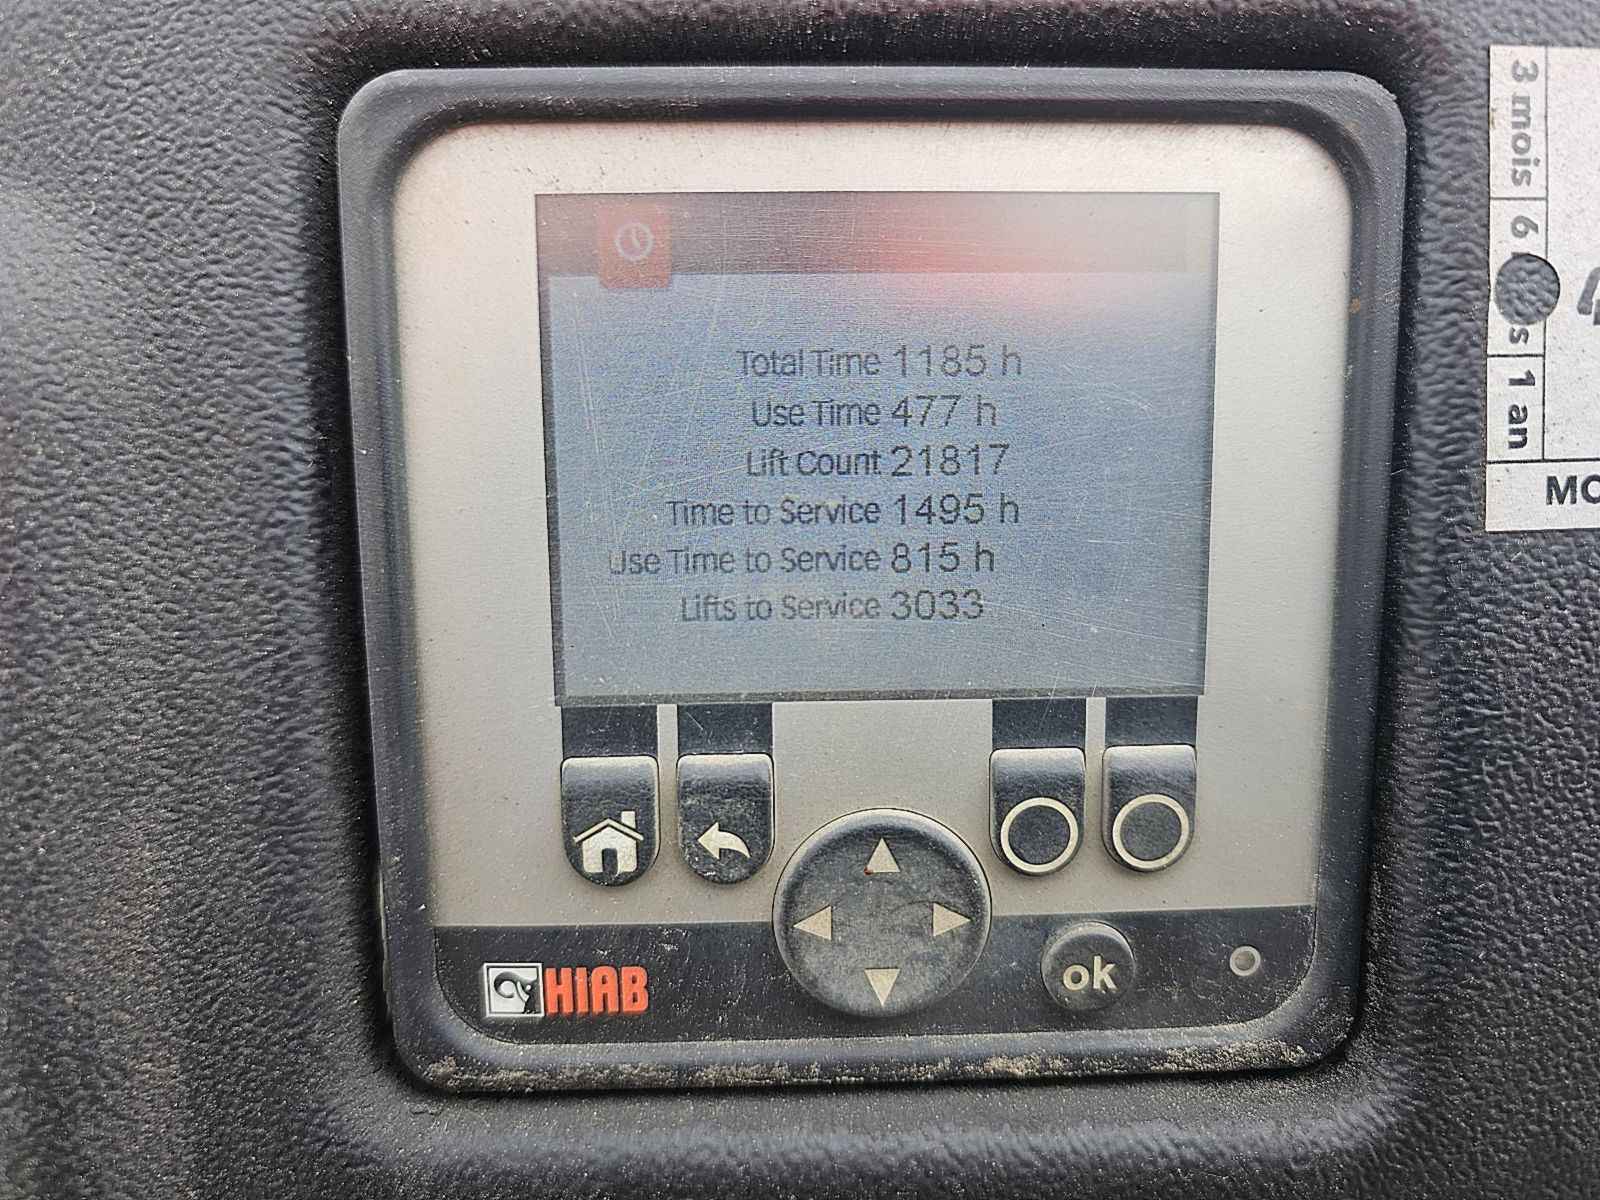 Total Time 1185 h
Use Time 477 h
Lift Count 21817
Time to Service 1495 h
Use Time to Service 815 h
Lifts to Service 3033
HIAB
ok
3 mois
6
s
1 an